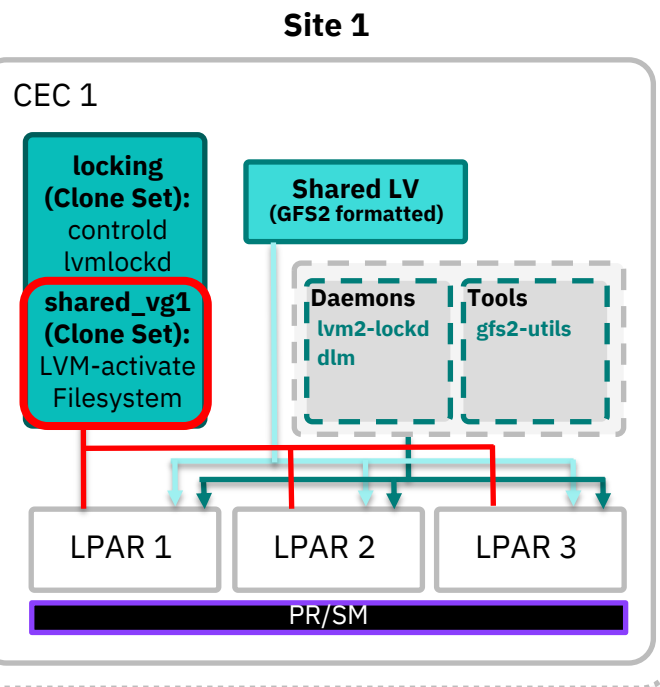 Site 1
CEC 1
locking
(Clone Set):
controld
lvmlockd
shared_vg1
(Clone Set):
LVM-activate
Filesystem
Shared LV
(GFS2 formatted)
Daemons
lvm2-lockd
dlm
Tools
gfs2-utils
LPAR 1
LPAR 2
LPAR 3
PR/SM